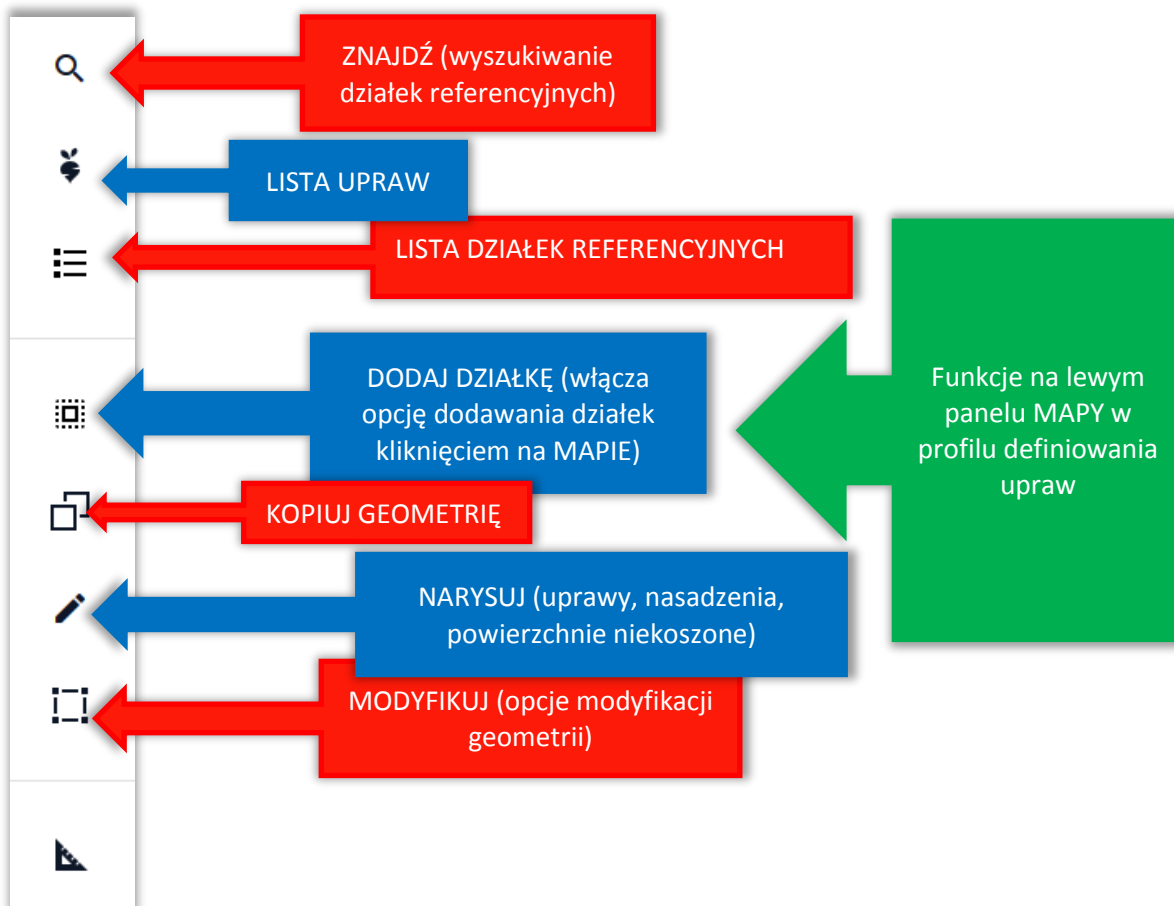 ZNAJDŹ (wyszukiwanie
działek referencyjnych)
LISTA UPRAW
LISTA DZIAŁEK REFERENCYJNYCH
DODAJ DZIAŁKĘ (włącza
opcję dodawania działek
kliknięciem na MAPIE)
KOPIUJ GEOMETRIĘ
NARYSUJ (uprawy, nasadzenia,
powierzchnie niekoszone)
MODYFIKUJ (opcje modyfikacji
geometrii)
Funkcje na lewym
panelu MAPY w
profilu definiowania
upraw